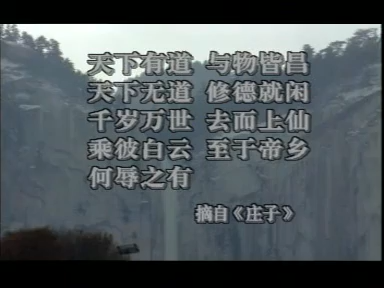 天下有道 与物皆昌
天下无道 修德就闲
千岁万世 去而上仙
乘彼白云 至于帝乡
何辱之有
摘自《庄子》